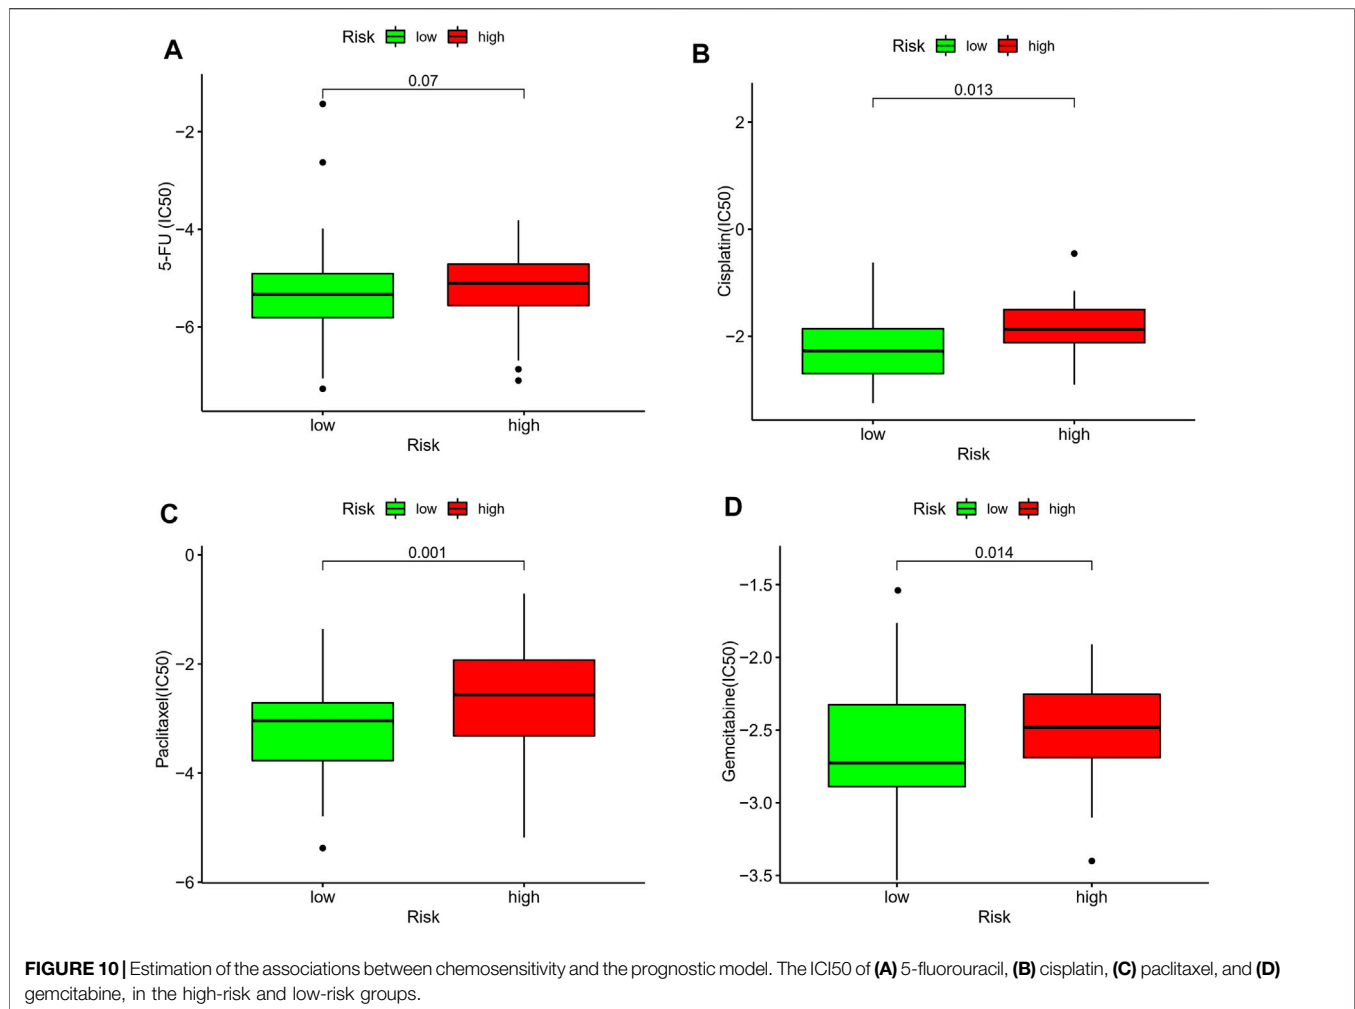 A
Risk low high
0.07
−2
−4
−6
5-FU (IC50)
low high
Risk
B
Risk low high
0.013
2
0
−2
Cisplatin(IC50)
low high
Risk
C
Risk low high
0.001
0
−2
−4
−6
Paclitaxel(IC50)
low high
Risk
D
Risk low high
0.014
−1.5
−2.0
−2.5
−3.0
−3.5
Gemcitabine(IC50)
low high
Risk
FIGURE 10 | Estimation of the associations between chemosensitivity and the prognostic model. The ICI50 of (A) 5-fluorouracil, (B) cisplatin, (C) paclitaxel, and (D)
gemcitabine, in the high-risk and low-risk groups.